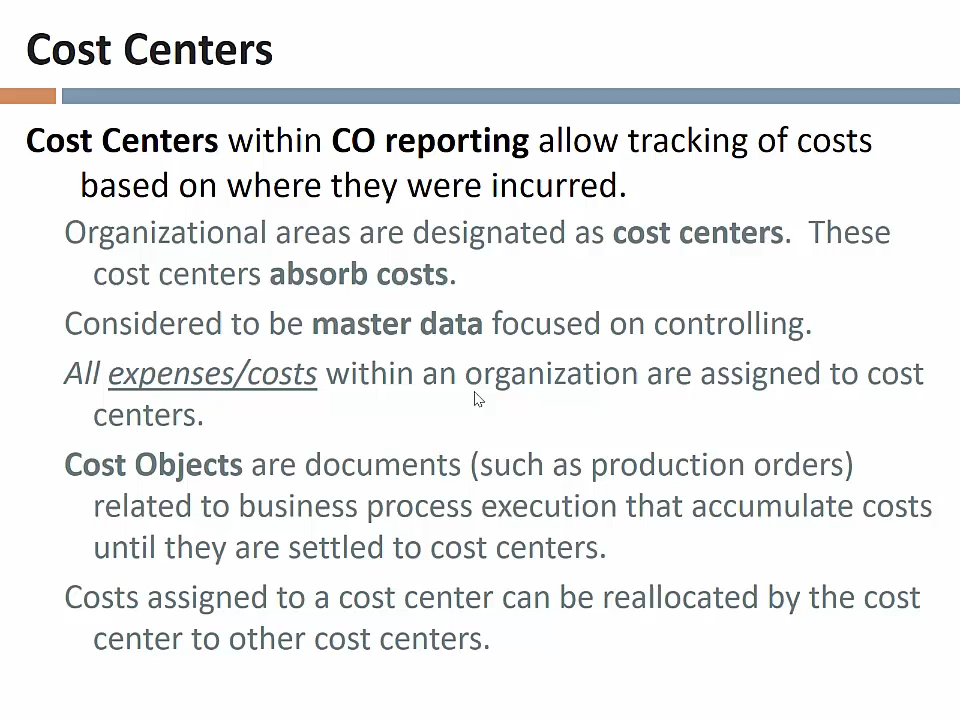 Cost Centers
Cost Centers within CO reporting allow tracking of costs
based on where they were incurred.
Organizational areas are designated as cost centers.  These
cost centers absorb costs.
Considered to be master data focused on controlling.
All expenses/costs within an organization are assigned to cost
centers.
Cost Objects are documents (such as production orders)
related to business process execution that accumulate costs
until they are settled to cost centers.
Costs assigned to a cost center can be reallocated by the cost
center to other cost centers.